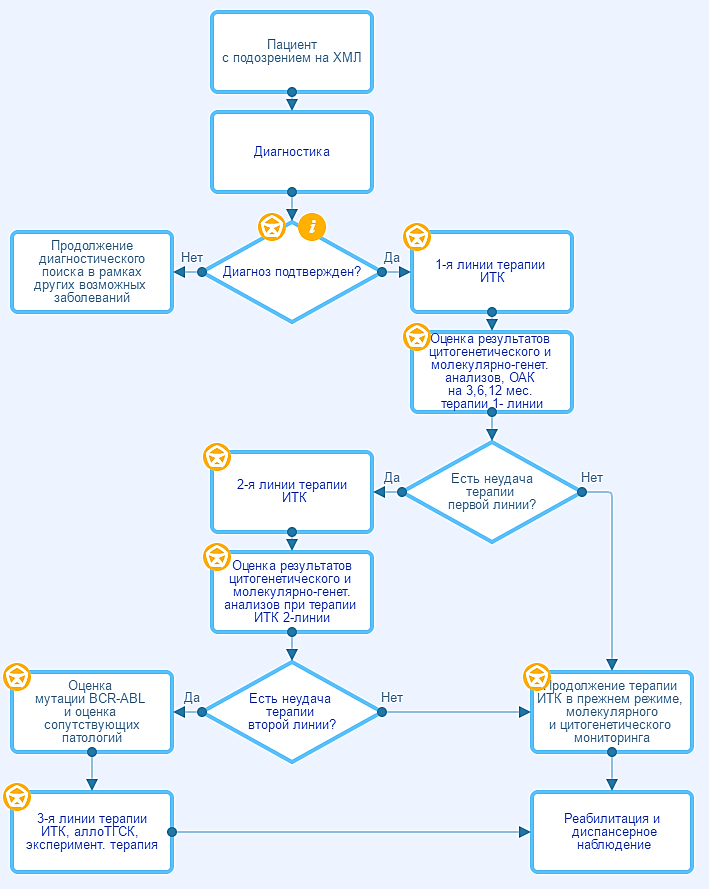 Пациент
с подозрением на ХМЛ
Диагностика
Продолжение
диагностического
поиска в рамках
других возможных
заболеваний
Нет
Диагноз подтвержден?
Да
1-я линии терапии
ИТК
Оценка результатов
цитогенетического и
молекулярно-генет.
анализов, ОАК
на 3,6,12 мес.
терапии 1- линии
Есть неудача
терапии
первой линии?
Да
Нет
2-я линии терапии
ИТК
Оценка результатов
цитогенетического и
молекулярно-генет.
анализов при терапии
ИТК 2-линии
Есть неудача
терапии
второй линии?
Да
Нет
Оценка
мутации BCR-ABL
и оценка
сопутствующих
патологий
Продолжение терапии
ИТК в прежнем режиме,
молекулярного
и цитогенетического
мониторинга
3-я линии терапии
ИТК, аллоТГСК,
эксперимент. терапия
Реабилитация и
диспансерное
наблюдение